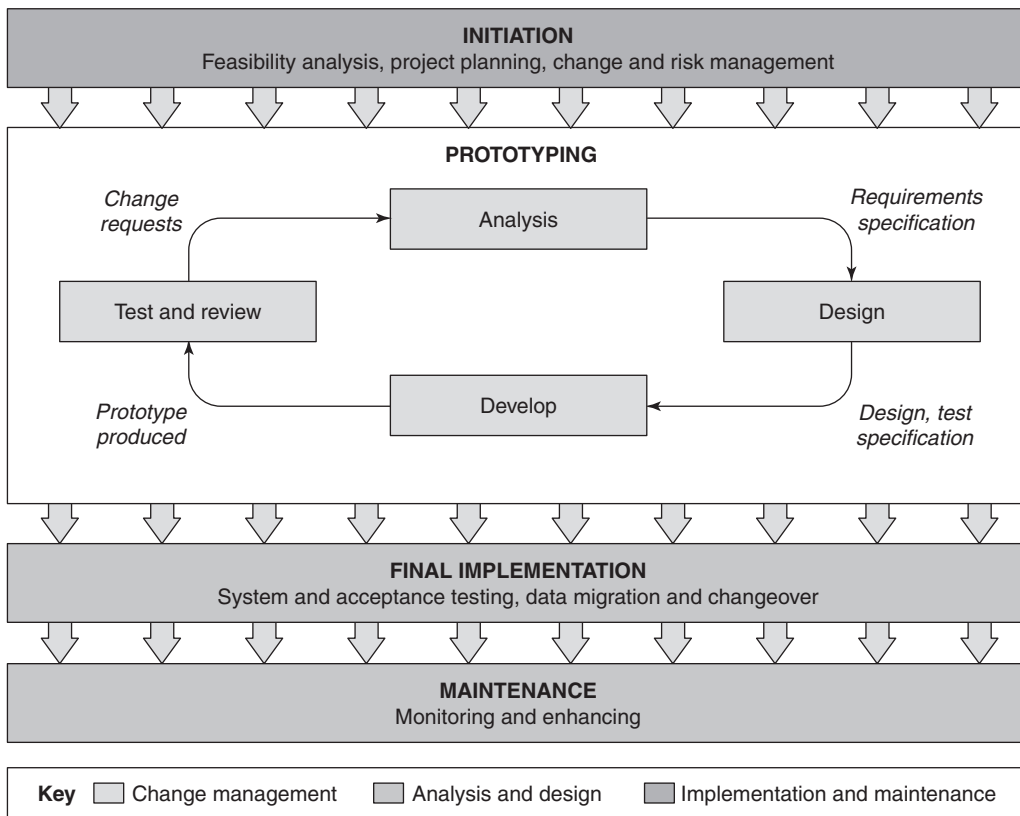 INITIATION
Feasibility analysis, project planning, change and risk management
PROTOTYPING
Change
requests
Analysis
Requirements
specification
Test and review
Design
Prototype
produced
Develop
Design, test
specification
FINAL IMPLEMENTATION
System and acceptance testing, data migration and changeover
MAINTENANCE
Monitoring and enhancing
Key Change management Analysis and design Implementation and maintenance